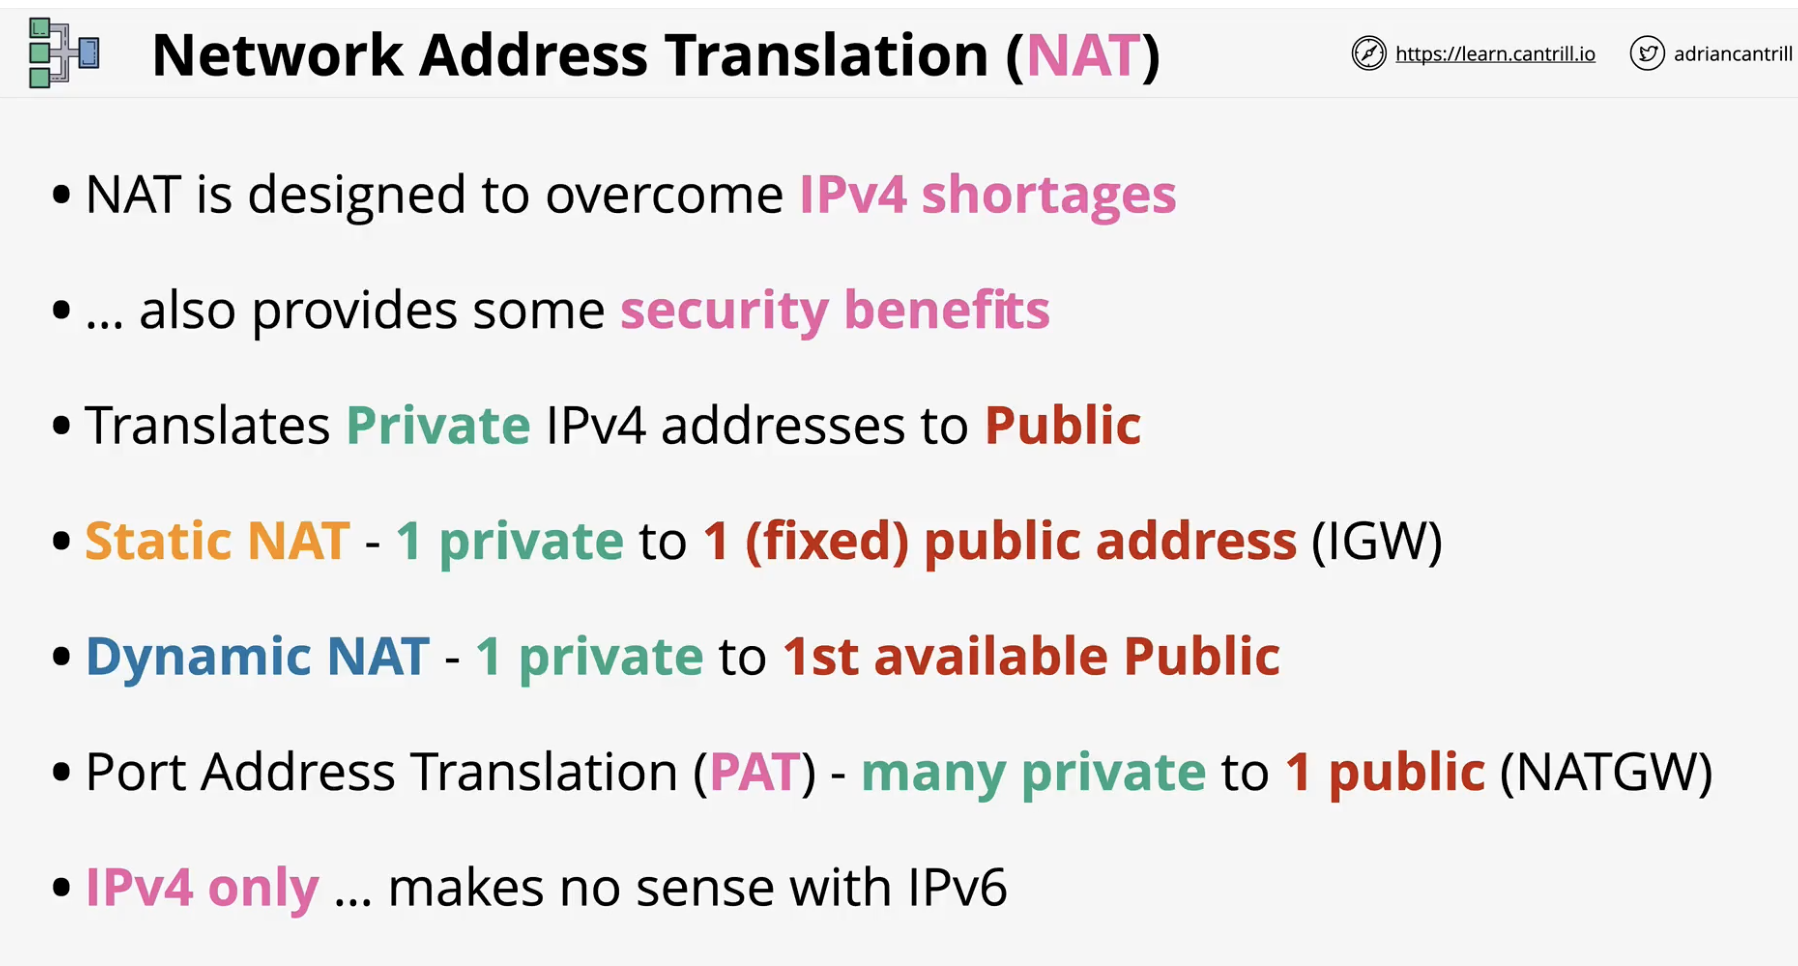 Network Address Translation (NAT)
https://learn.cantrill.io
adriancantrill
• NAT is designed to overcome IPv4 shortages
• ... also provides some security benefits
• Translates Private IPv4 addresses to Public
• Static NAT - 1 private to 1 (fixed) public address (IGW)
• Dynamic NAT - 1 private to 1st available Public
• Port Address Translation (PAT) - many private to 1 public (NATGW)
• IPv4 only ... makes no sense with IPv6